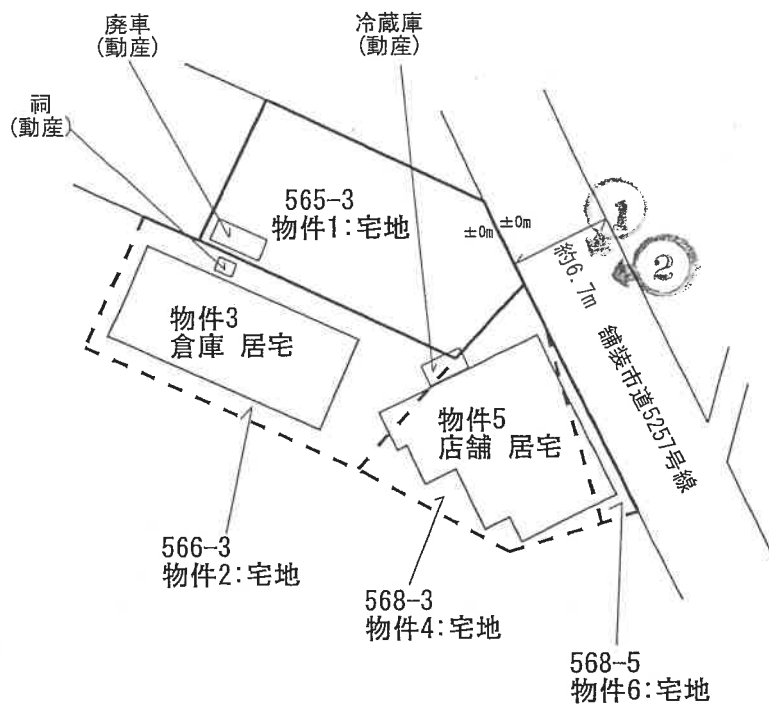 廃車
(動産)
冷蔵庫
(動産)
祠
(動産)
565-3
物件1:宅地
±0m
±0m
1
2
約6.7m
舗装市道5257号線
物件3
倉庫 居宅
物件5
店舗 居宅
566-3
物件2:宅地
568-3
物件4:宅地
568-5
物件6:宅地